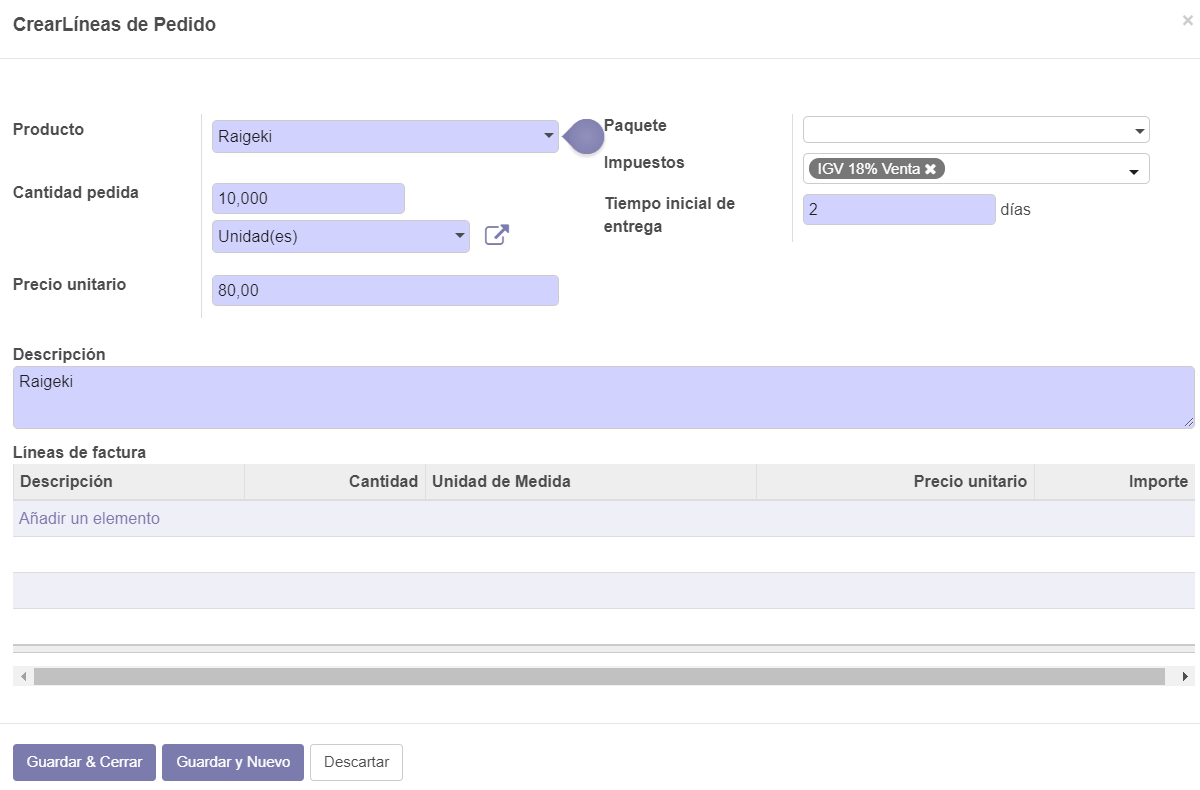 CrearLíneas de Pedido
×
Producto
Raigeki
Cantidad pedida
10,000
Unidad(es)
Precio unitario
80,00
Paquete
Impuestos
IGV 18% Venta ✖
Tiempo inicial de
entrega
2 días
Descripción
Raigeki
Líneas de factura
Descripción Cantidad Unidad de Medida Precio unitario Importe
Añadir un elemento
Guardar & Cerrar Guardar y Nuevo Descartar